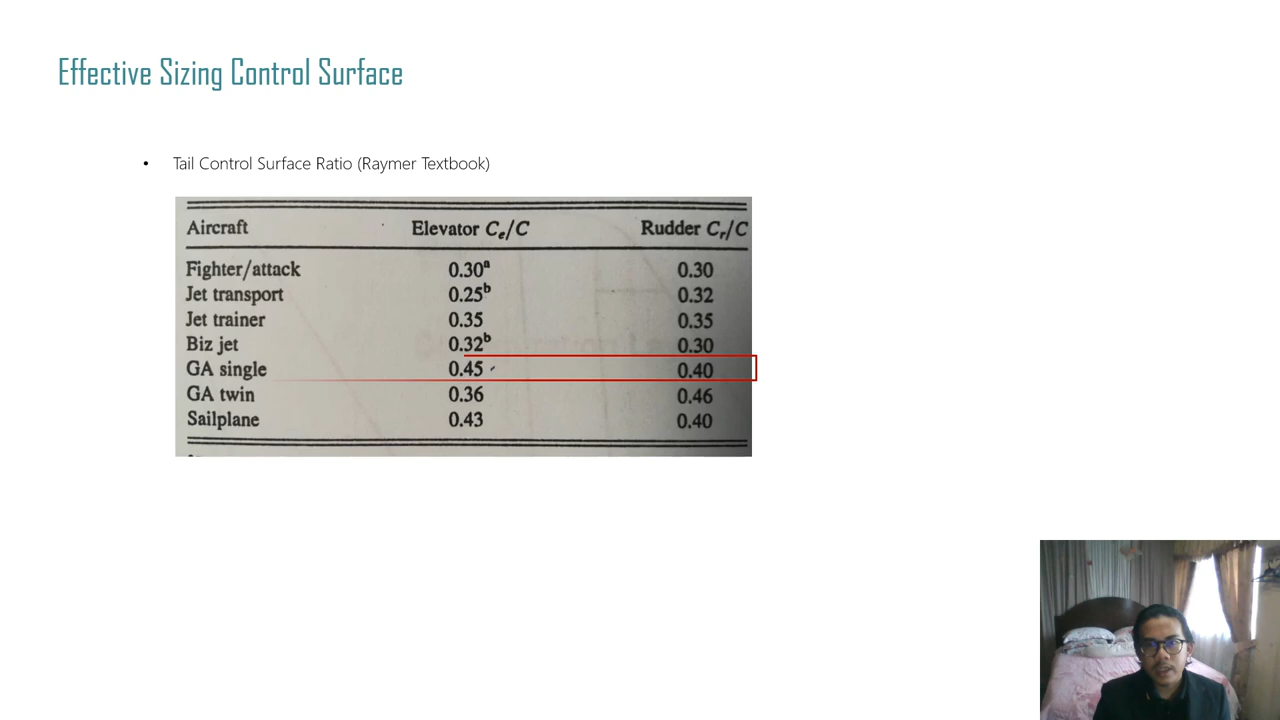 Effective Sizing Control Surface
• Tail Control Surface Ratio (Raymer Textbook)
Aircraft Elevator Cₑ/C Rudder Cᵣ/C
Fighter/attack 0.30ᵃ 0.30
Jet transport 0.25ᵇ 0.32
Jet trainer 0.35 0.35
Biz jet 0.32ᵇ 0.30
GA single 0.45 0.40
GA twin 0.36 0.46
Sailplane 0.43 0.40